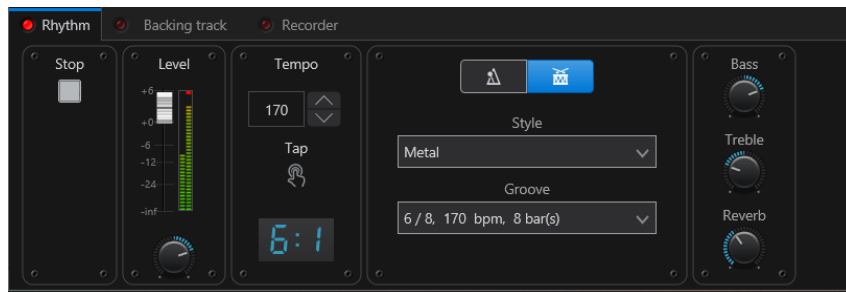 Rhythm
Backing track
Recorder
Stop
Level
+6
+0
-6
-12
-24
-inf
Tempo
170
Tap
6:1
Style
Metal
Groove
6 / 8, 170 bpm, 8 bar(s)
Bass
Treble
Reverb